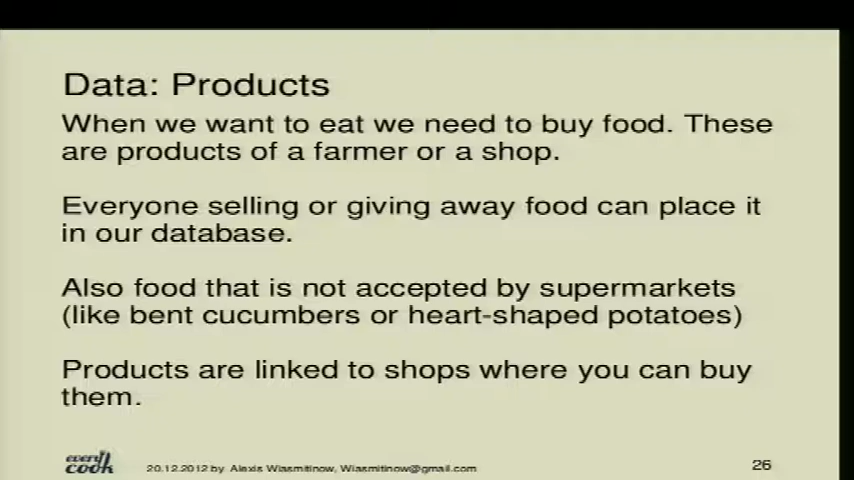 Data: Products
When we want to eat we need to buy food. These
are products of a farmer or a shop.
Everyone selling or giving away food can place it
in our database.
Also food that is not accepted by supermarkets
(like bent cucumbers or heart-shaped potatoes)
Products are linked to shops where you can buy
them.
every
cook
20.12.2012 by Alexis Wiasmitinow, Wiasmitinow@gmail.com
26